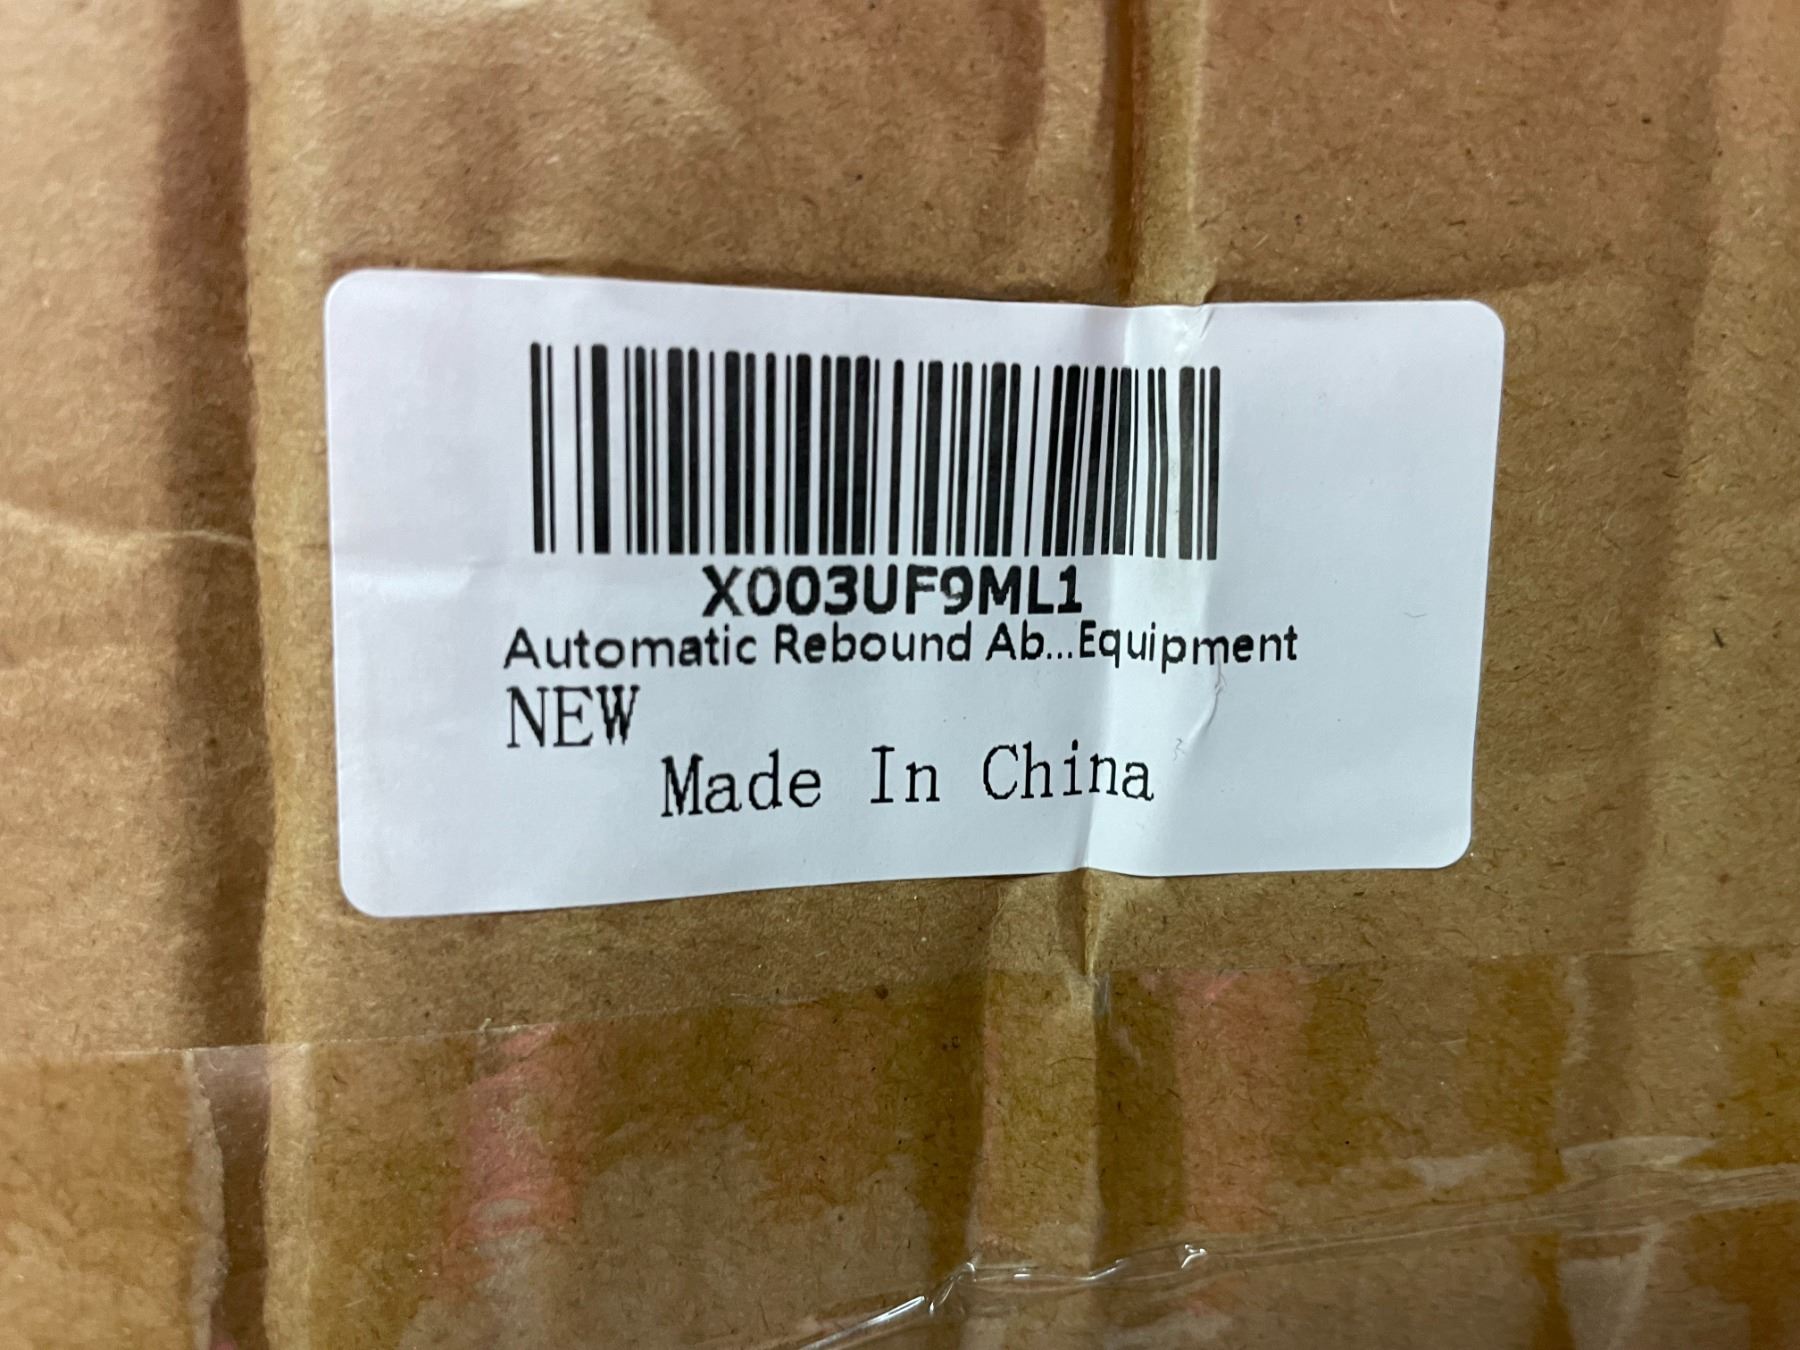 X003UF9ML1
Automatic Rebound Ab...Equipment
NEW
Made In China